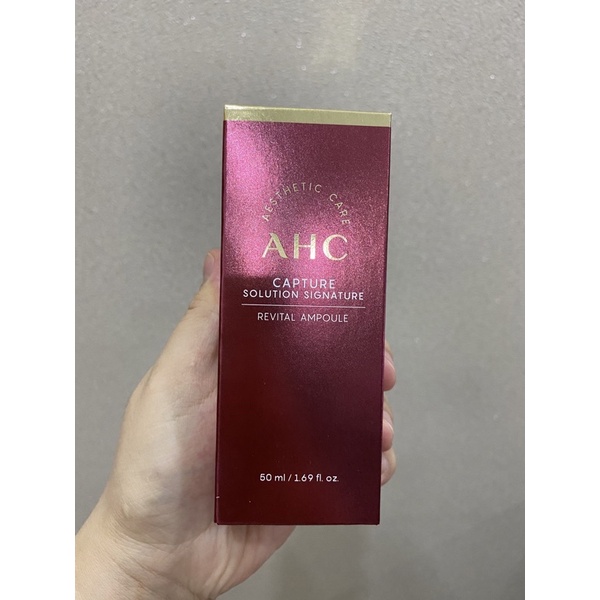 AESTHETIC CARE
AHC
CAPTURE
SOLUTION SIGNATURE
REVITAL AMPOULE
50 ml / 1.69 fl. oz.